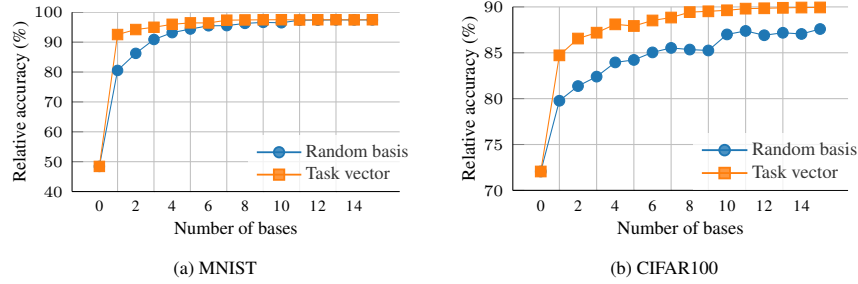 100
90
80
70
60
50
40
Relative accuracy (%)
Random basis
Task vector
0 2 4 6 8 10 12 14
Number of bases
(a) MNIST
90
85
80
75
70
Relative accuracy (%)
Random basis
Task vector
0 2 4 6 8 10 12 14
Number of bases
(b) CIFAR100